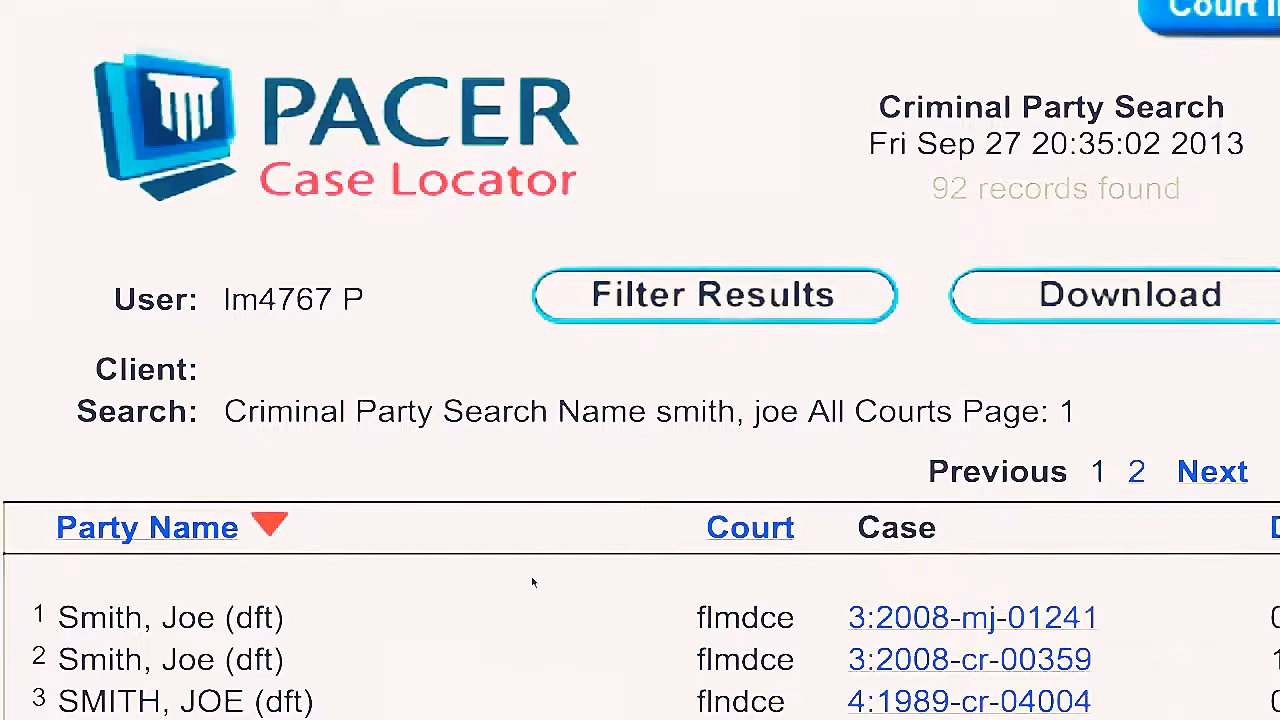 Court
PACER
Case Locator
Criminal Party Search
Fri Sep 27 20:35:02 2013
92 records found
User: lm4767 P
Filter Results
Download
Client:
Search: Criminal Party Search Name smith, joe All Courts Page: 1
Previous 1 2 Next
Party Name Court Case
1 Smith, Joe (dft) flmdce 3:2008-mj-01241
2 Smith, Joe (dft) flmdce 3:2008-cr-00359
3 SMITH, JOE (dft) flndce 4:1989-cr-04004